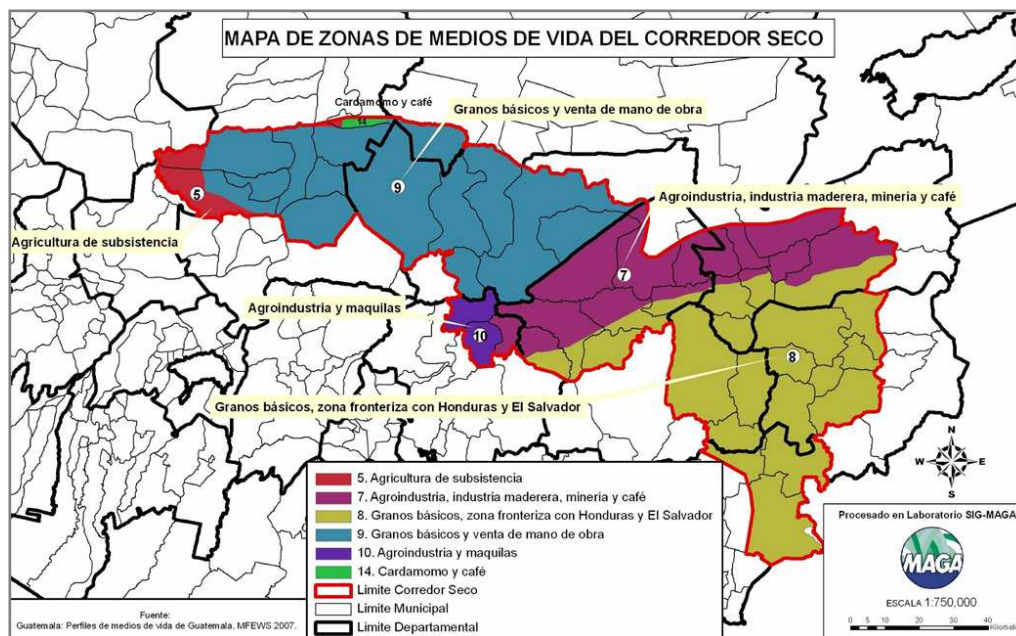 MAPA DE ZONAS DE MEDIOS DE VIDA DEL CORREDOR SECO
Cardamomo y café
14
Granos básicos y venta de mano de obra
9
5
Agroindustria, industria maderera, minería y café
Agricultura de subsistencia
7
Agroindustria y maquilas
10
8
Granos básicos, zona fronteriza con Honduras y El Salvador
N
W E
S
5. Agricultura de subsistencia
7. Agroindustria, industria maderera, minería y café
8. Granos básicos, zona fronteriza con Honduras y El Salvador
9. Granos básicos y venta de mano de obra
10. Agroindustria y maquilas
14. Cardamomo y café
Limite Corredor Seco
Limite Municipal
Limite Departamental
Procesado en Laboratorio SIG-MAGA
MAGA
ESCALA 1:750,000
0 5 10 20 30 40
Kilomet
Fuente:
Guatemala: Perfiles de medios de vida de Guatemala, MFEWS 2007.